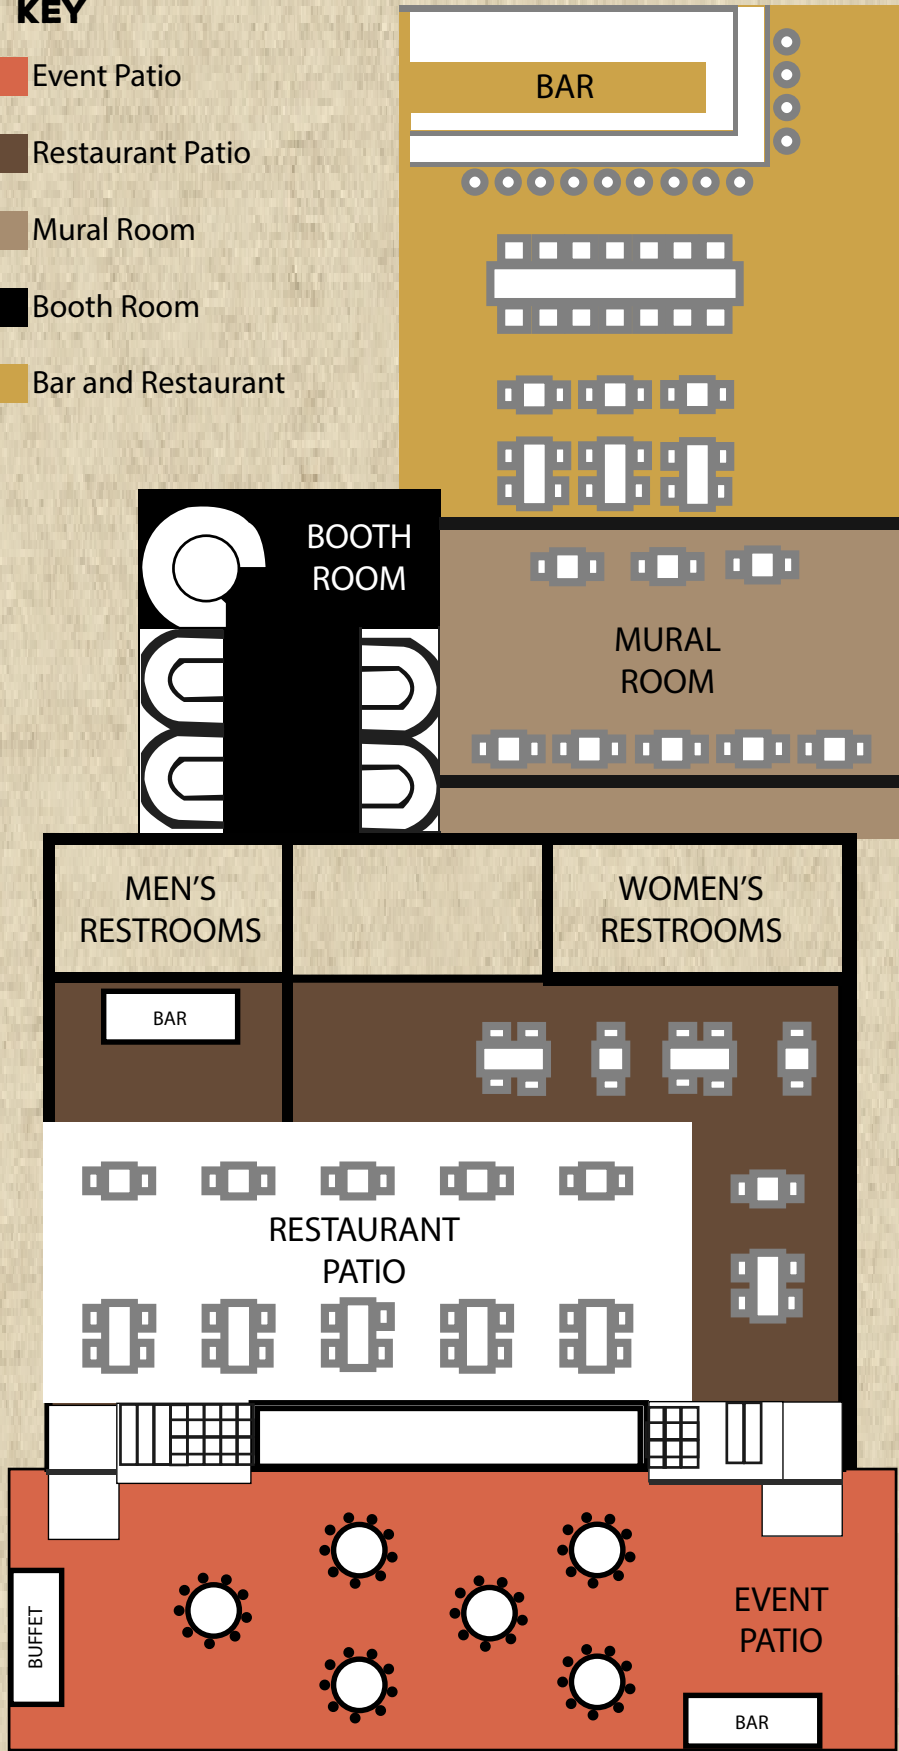 KEY
Event Patio
Restaurant Patio
Mural Room
Booth Room
Bar and Restaurant
BAR
BOOTH
ROOM
MURAL
ROOM
MEN’S
RESTROOMS
WOMEN’S
RESTROOMS
BAR
RESTAURANT
PATIO
BUFFET
EVENT
PATIO
BAR